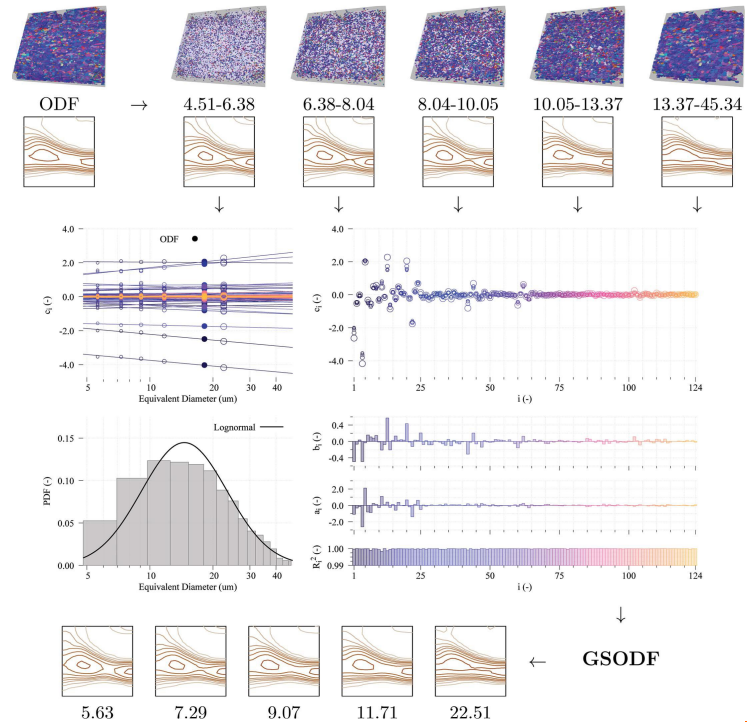 ODF → 4.51-6.38 6.38-8.04 8.04-10.05 10.05-13.37 13.37-45.34
↓ ↓ ↓ ↓ ↓
4.0
2.0
0.0
-2.0
-4.0
c_i (-)
ODF
5 10 20 30 40
Equivalent Diameter (um)
4.0
2.0
0.0
-2.0
-4.0
c_i (-)
1 25 50 75 100 124
i (-)
0.15
0.10
0.05
0.00
PDF (-)
Lognormal
5 10 20 30 40
Equivalent Diameter (um)
0.4
0.0
-0.4
b_i (-)
2.0
0.0
-2.0
a_i (-)
1.00
0.99
R_i^2 (-)
1 25 50 75 100 124
i (-)
↓
← GSODF
5.63 7.29 9.07 11.71 22.51